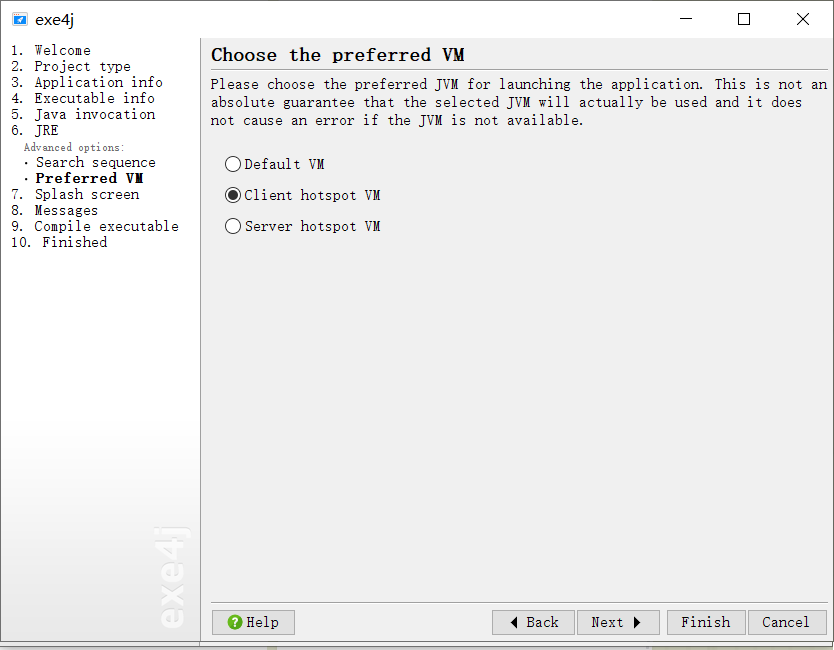 exe4j
1. Welcome
2. Project type
3. Application info
4. Executable info
5. Java invocation
6. JRE
Advanced options:
· Search sequence
· Preferred VM
7. Splash screen
8. Messages
9. Compile executable
10. Finished
exe4j
Choose the preferred VM
Please choose the preferred JVM for launching the application. This is not an
absolute guarantee that the selected JVM will actually be used and it does
not cause an error if the JVM is not available.
Default VM
Client hotspot VM
Server hotspot VM
? Help
Back
Next
Finish
Cancel